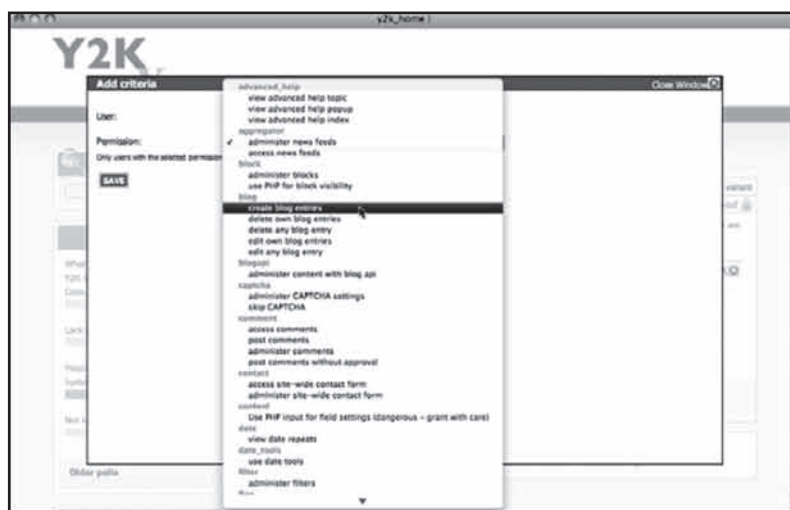 y2k_home |
Y2K
Add criteria
Close Window
User:
Permission:
Only users with the selected permission
SAVE
advanced_help
view advanced help topic
view advanced help popup
view advanced help index
aggregator
✓ administer news feeds
access news feeds
block
administer blocks
use PHP for block visibility
blog
create blog entries
delete own blog entries
delete any blog entry
edit own blog entries
edit any blog entry
blogapi
administer content with blog api
captcha
administer CAPTCHA settings
skip CAPTCHA
comment
access comments
post comments
administer comments
post comments without approval
contact
access site-wide contact form
administer site-wide contact form
content
Use PHP input for field settings (dangerous - grant with care)
date
view date repeats
date_tools
use date tools
filter
administer filters
variant
Older polls